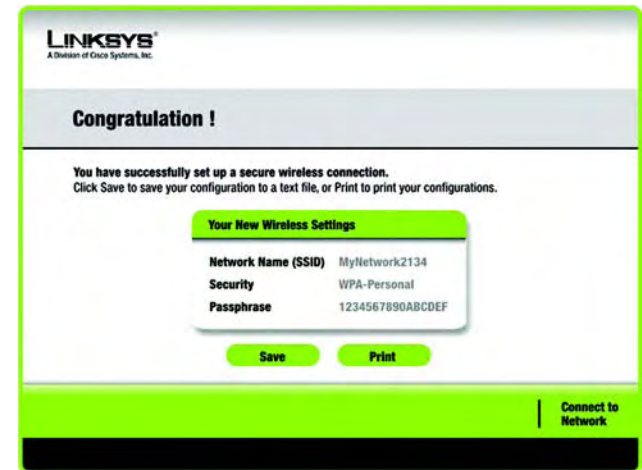 LINKSYS®
A Division of Cisco Systems, Inc.
Congratulation !
You have successfully set up a secure wireless connection.
Click Save to save your configuration to a text file, or Print to print your configurations.
Your New Wireless Settings
Network Name (SSID) MyNetwork2134
Security WPA-Personal
Passphrase 1234567890ABCDEF
Save Print
Connect to
Network